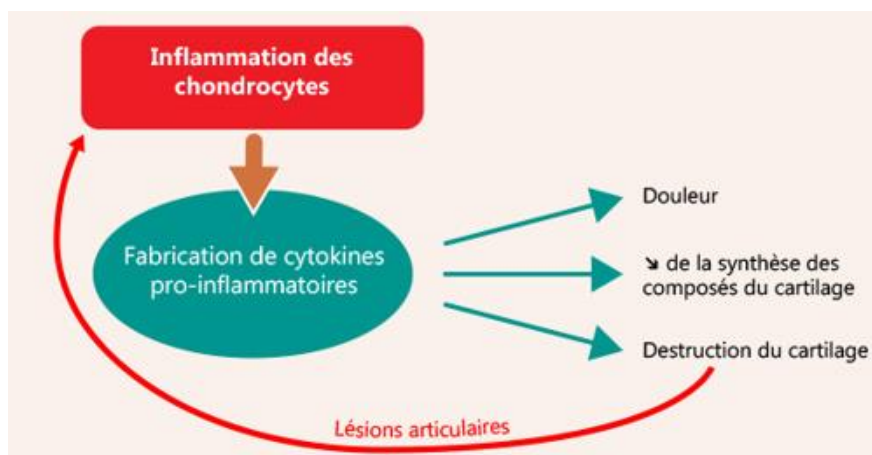 Inflammation des
chondrocytes
Fabrication de cytokines
pro-inflammatoires
Douleur
↘ de la synthèse des
composés du cartilage
Destruction du cartilage
Lésions articulaires